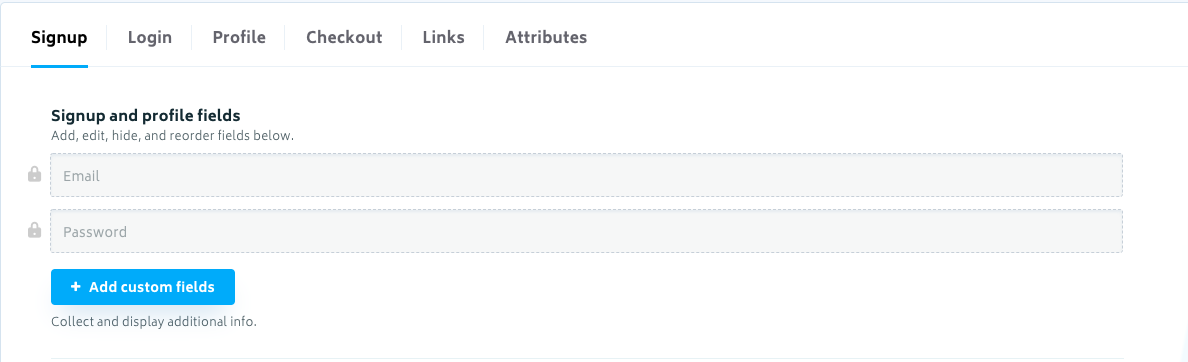 Signup Login Profile Checkout Links Attributes
Signup and profile fields
Add, edit, hide, and reorder fields below.
Email
Password
+ Add custom fields
Collect and display additional info.